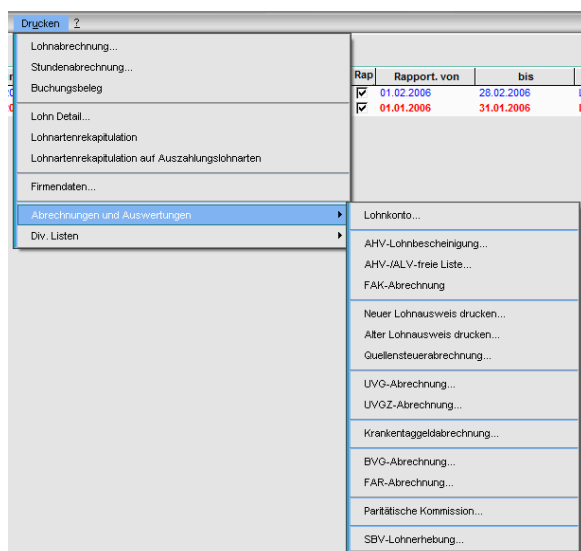 Drucken ?
Lohnabrechnung...
Stundenabrechnung...
Buchungsbeleg
Lohn Detail...
Lohnartenrekapitulation
Lohnartenrekapitulation auf Auszahlungslohnarten
Firmendaten...
Abrechnungen und Auswertungen
Div. Listen
Rap Rapport. von bis
01.02.2006 28.02.2006
01.01.2006 31.01.2006
Lohnkonto...
AHV-Lohnbescheinigung...
AHV-/ALV-freie Liste...
FAK-Abrechnung
Neuer Lohnausweis drucken...
Alter Lohnausweis drucken...
Quellensteuerabrechnung...
UVG-Abrechnung...
UVGZ-Abrechnung...
Krankentaggeldabrechnung...
BVG-Abrechnung...
FAR-Abrechnung...
Paritätische Kommission...
SBV-Lohnerhebung...